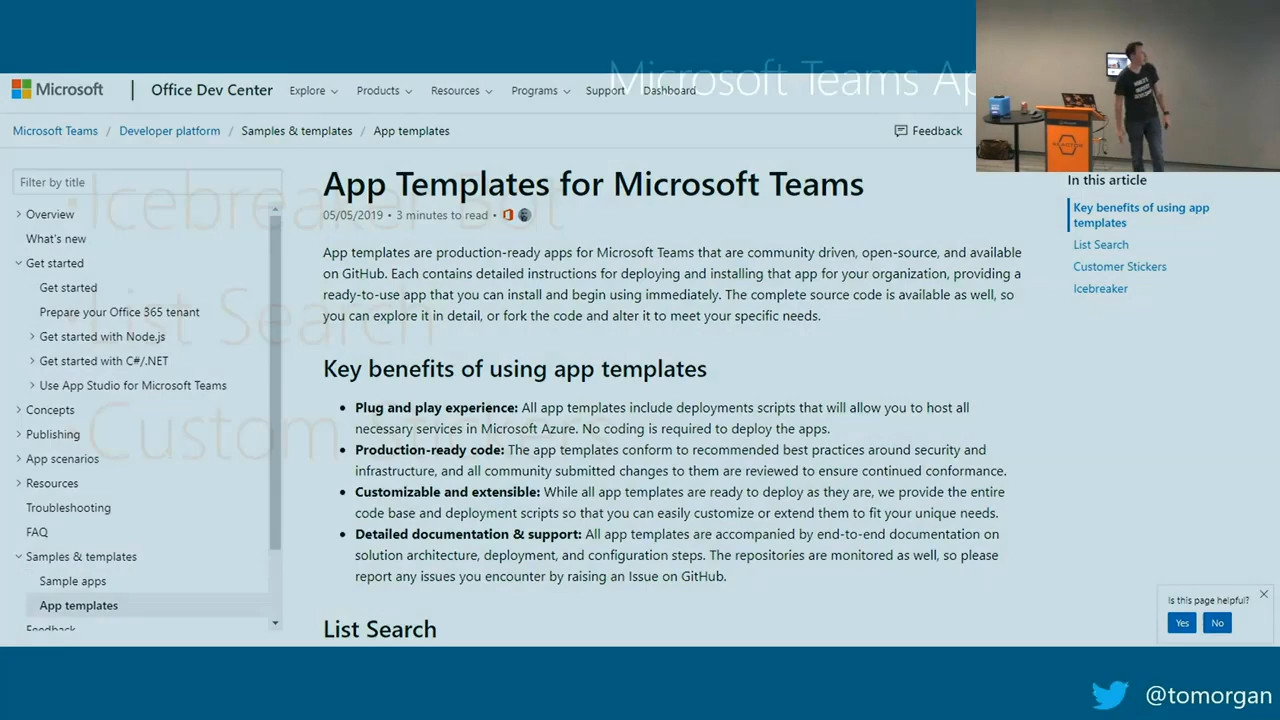 Microsoft Teams Ap
Microsoft
Office Dev Center
Explore
Products
Resources
Programs
Support
Dashboard
Microsoft Teams / Developer platform / Samples & templates / App templates
Feedback
Filter by title
Overview
What's new
Get started
Get started
Prepare your Office 365 tenant
Get started with Node.js
Get started with C#/.NET
Use App Studio for Microsoft Teams
Concepts
Publishing
App scenarios
Resources
Troubleshooting
FAQ
Samples & templates
Sample apps
App templates
Feedback
Icebreaker Bot
List Search
Custom Stickers
App Templates for Microsoft Teams
05/05/2019 • 3 minutes to read •
App templates are production-ready apps for Microsoft Teams that are community driven, open-source, and available
on GitHub. Each contains detailed instructions for deploying and installing that app for your organization, providing a
ready-to-use app that you can install and begin using immediately. The complete source code is available as well, so
you can explore it in detail, or fork the code and alter it to meet your specific needs.
Key benefits of using app templates
• Plug and play experience: All app templates include deployments scripts that will allow you to host all
necessary services in Microsoft Azure. No coding is required to deploy the apps.
• Production-ready code: The app templates conform to recommended best practices around security and
infrastructure, and all community submitted changes to them are reviewed to ensure continued conformance.
• Customizable and extensible: While all app templates are ready to deploy as they are, we provide the entire
code base and deployment scripts so that you can easily customize or extend them to fit your unique needs.
• Detailed documentation & support: All app templates are accompanied by end-to-end documentation on
solution architecture, deployment, and configuration steps. The repositories are monitored as well, so please
report any issues you encounter by raising an Issue on GitHub.
List Search
In this article
Key benefits of using app
templates
List Search
Customer Stickers
Icebreaker
REACTOR
Is this page helpful?
Yes
No
@tomorgan